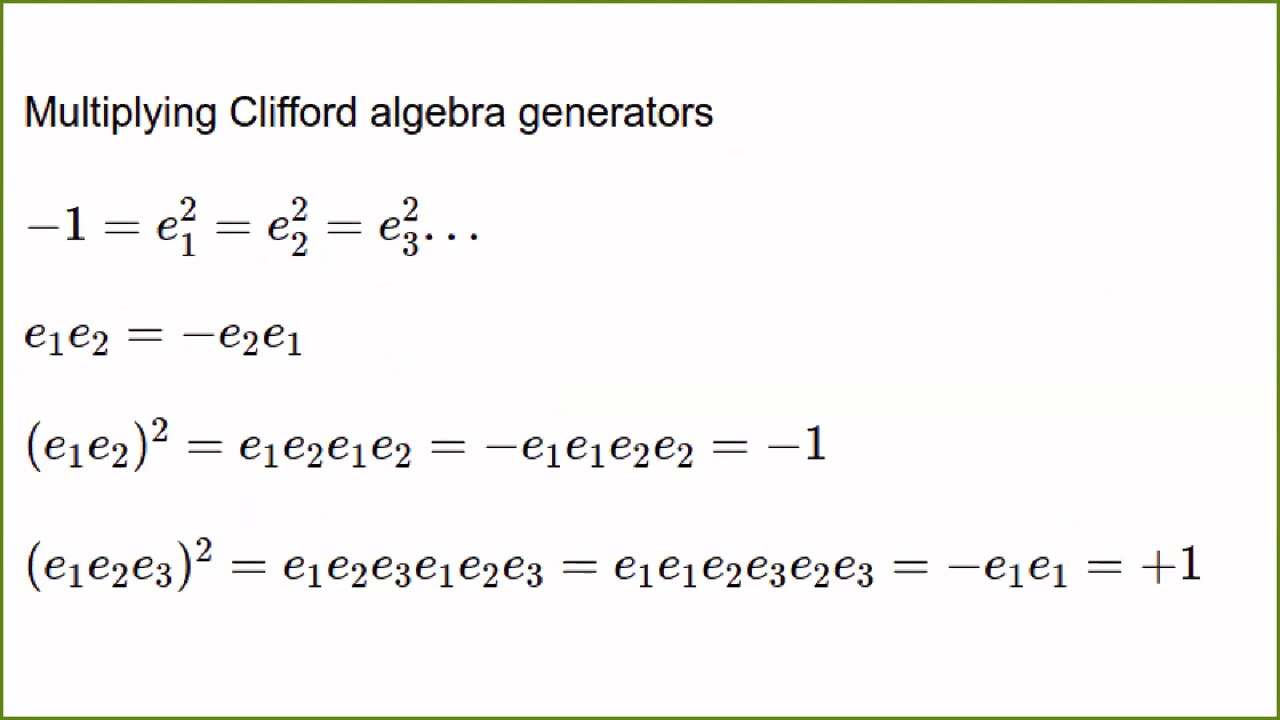 Multiplying Clifford algebra generators
−1 = e₁² = e₂² = e₃²…
e₁e₂ = −e₂e₁
(e₁e₂)² = e₁e₂e₁e₂ = −e₁e₁e₂e₂ = −1
(e₁e₂e₃)² = e₁e₂e₃e₁e₂e₃ = e₁e₁e₂e₃e₂e₃ = −e₁e₁ = +1